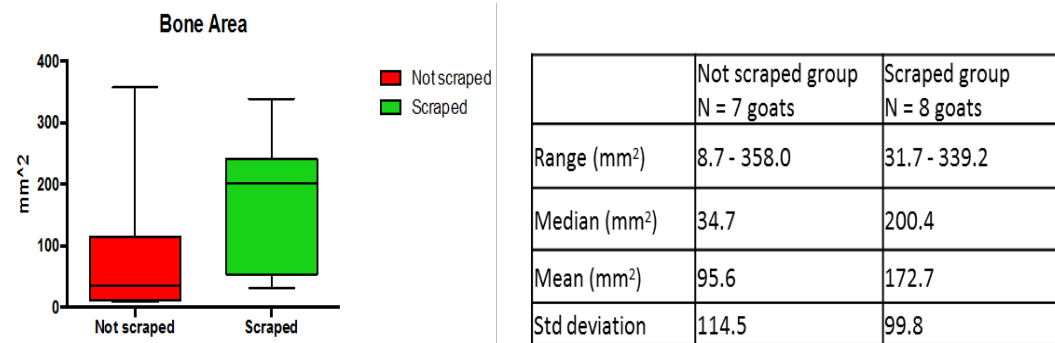 Bone Area
400
300
200
100
0
mm^2
Not scraped
Scraped
Not scraped
Scraped
Not scraped group
N = 7 goats
Scraped group
N = 8 goats
Range (mm²) 8.7 - 358.0 31.7 - 339.2
Median (mm²) 34.7 200.4
Mean (mm²) 95.6 172.7
Std deviation 114.5 99.8